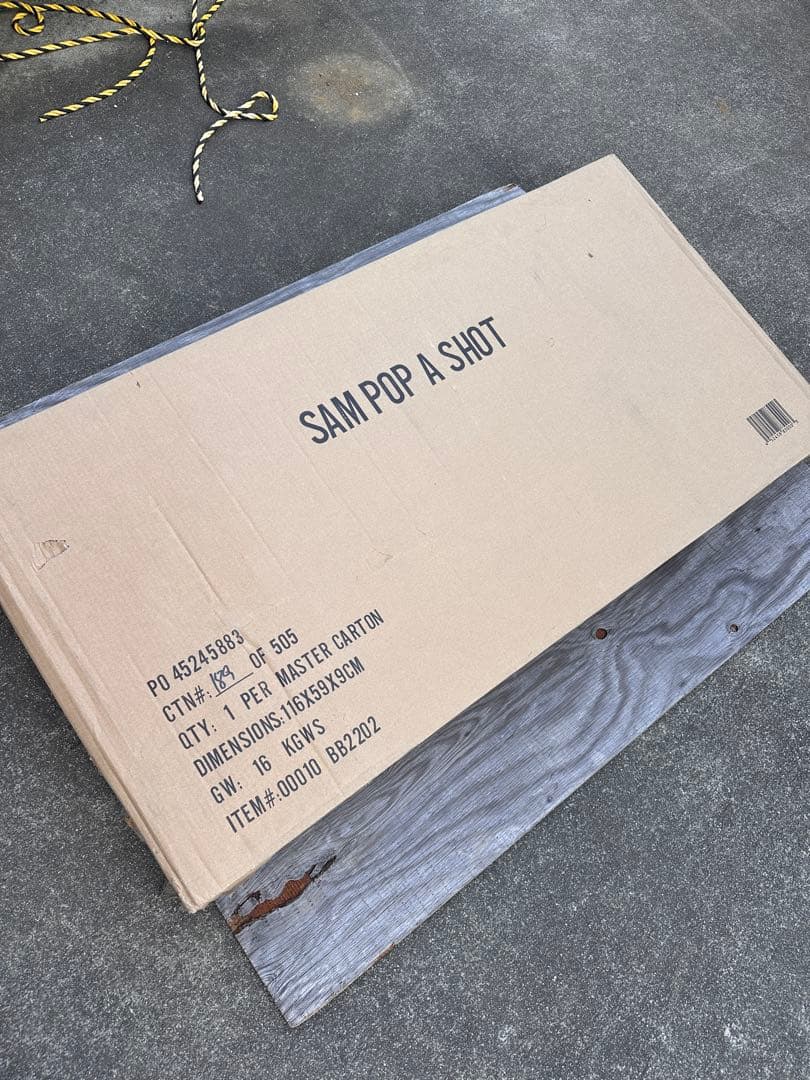 SAM POP A SHOT
PO 45245883
CTN#: 189 OF 505
QTY: 1 PER MASTER CARTON
DIMENSIONS:116X59X9CM
GW: 16 KGWS
ITEM#:00010 BB2202